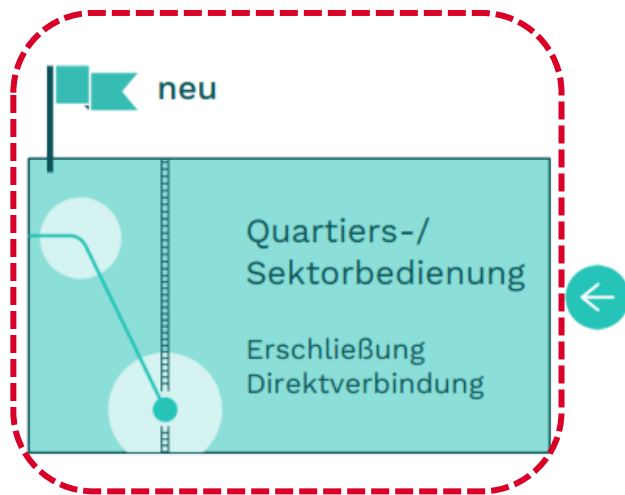 neu
Quartiers-/
Sektorbedienung
Erschließung
Direktverbindung